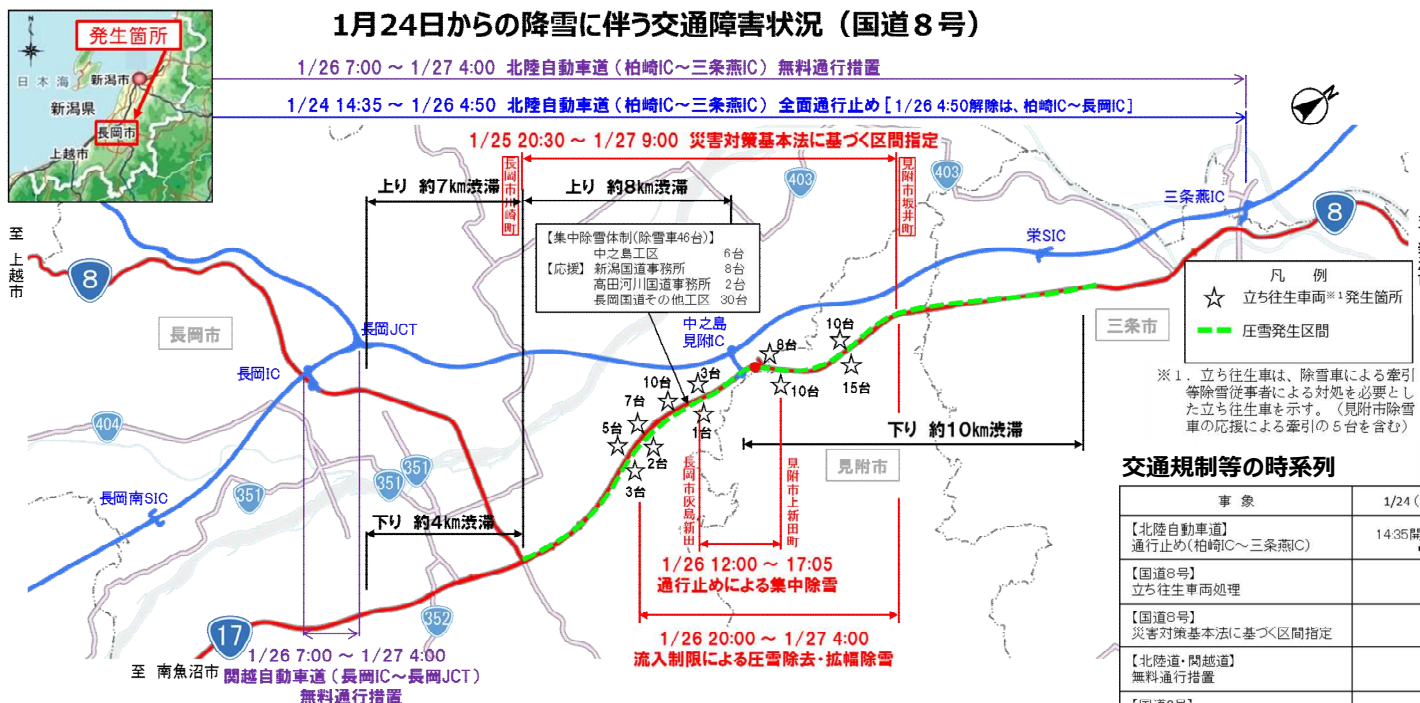 1月24日からの降雪に伴う交通障害状況（国道８号）
発生箇所
日本海
新潟市
新潟県
長岡市
上越市
N
1/26 7:00 ～ 1/27 4:00 北陸自動車道（柏崎IC～三条燕IC）無料通行措置
1/24 14:35 ～ 1/26 4:50 北陸自動車道（柏崎IC～三条燕IC）全面通行止め［1/26 4:50解除は、柏崎IC～長岡IC］
1/25 20:30 ～ 1/27 9:00 災害対策基本法に基づく区間指定
長岡市川崎町
見附市坂井町
上り 約7km渋滞
上り 約8km渋滞
403
403
三条燕IC
8
栄SIC
至 上越市
8
【集中除雪体制(除雪車46台)】
中之島工区 6台
【応援】 新潟国道事務所 8台
高田河川国道事務所 2台
長岡国道その他工区 30台
凡 例
立ち往生車両※1発生箇所
圧雪発生区間
※１．立ち往生車は、除雪車による牽引
等除雪従事者による対処を必要とし
た立ち往生車を示す。（見附市除雪
車の応援による牽引の５台を含む）
長岡市
長岡JCT
長岡IC
中之島
見附IC
三条市
8台
10台
15台
10台
3台
10台
1台
7台
5台
2台
3台
404
351
351
351
長岡南SIC
下り 約10km渋滞
見附市
長岡市灰島新田
見附市上新田町
下り 約4km渋滞
1/26 12:00 ～ 17:05
通行止めによる集中除雪
352
17
至 南魚沼市
1/26 20:00 ～ 1/27 4:00
流入制限による圧雪除去・拡幅除雪
1/26 7:00 ～ 1/27 4:00
関越自動車道（長岡IC～長岡JCT）
無料通行措置
交通規制等の時系列
事 象
1/24（
【北陸自動車道】
通行止め(柏崎IC～三条燕IC)
14:35開
【国道8号】
立ち往生車両処理
【国道8号】
災害対策基本法に基づく区間指定
【北陸道・関越道】
無料通行措置